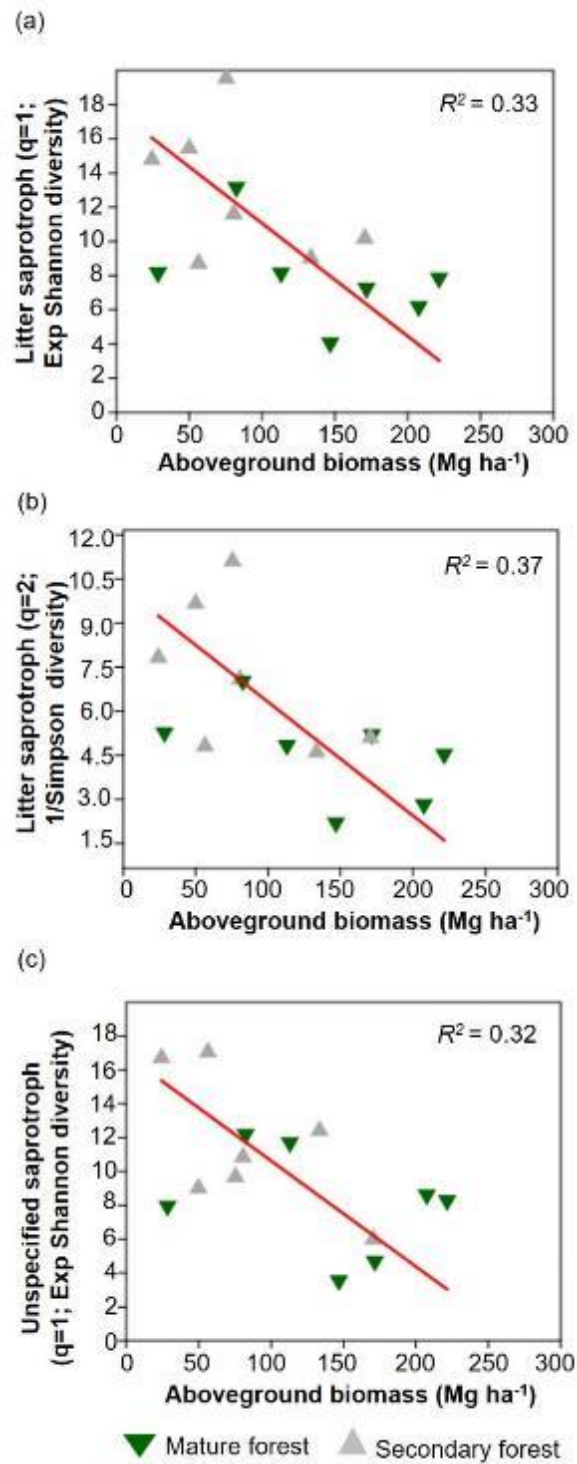 (a)
Litter saprotroph (q=1;
Exp Shannon diversity)
18
16
14
12
10
8
6
4
2
0
R² = 0.33
0 50 100 150 200 250 300
Aboveground biomass (Mg ha⁻¹)
(b)
Litter saprotroph (q=2;
1/Simpson diversity)
12.0
10.5
9.0
7.5
6.0
4.5
3.0
1.5
R² = 0.37
0 50 100 150 200 250 300
Aboveground biomass (Mg ha⁻¹)
(c)
Unspecified saprotroph
(q=1; Exp Shannon diversity)
18
16
14
12
10
8
6
4
2
0
R² = 0.32
0 50 100 150 200 250 300
Aboveground biomass (Mg ha⁻¹)
Mature forest Secondary forest